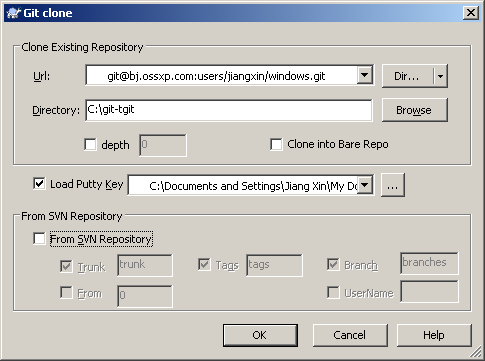 Git clone
Clone Existing Repository
Url: git@bj.ossxp.com:users/jiangxin/windows.git Dir...
Directory: C:\git-tgit Browse
depth 0 Clone into Bare Repo
Load Putty Key C:\Documents and Settings\Jiang Xin\My Do ...
From SVN Repository
From SVN Repository
Trunk trunk Tags tags Branch branches
From 0 UserName
OK Cancel Help